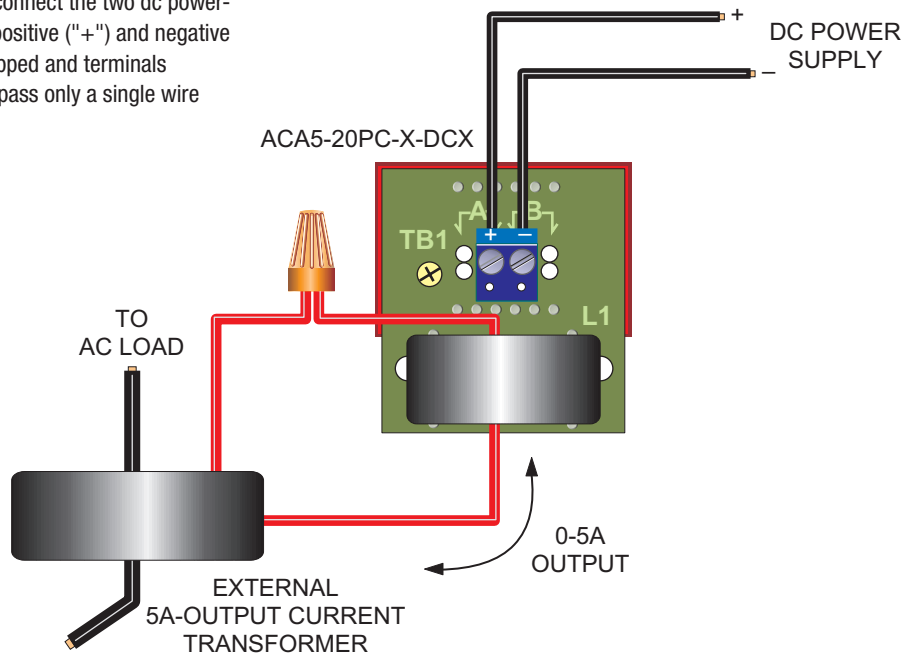 connect the two dc power-
positive ("+") and negative
pped and terminals
pass only a single wire
+
–
DC POWER
SUPPLY
ACA5-20PC-X-DCX
A
B
TB1
+ –
L1
TO
AC LOAD
0-5A
OUTPUT
EXTERNAL
5A-OUTPUT CURRENT
TRANSFORMER